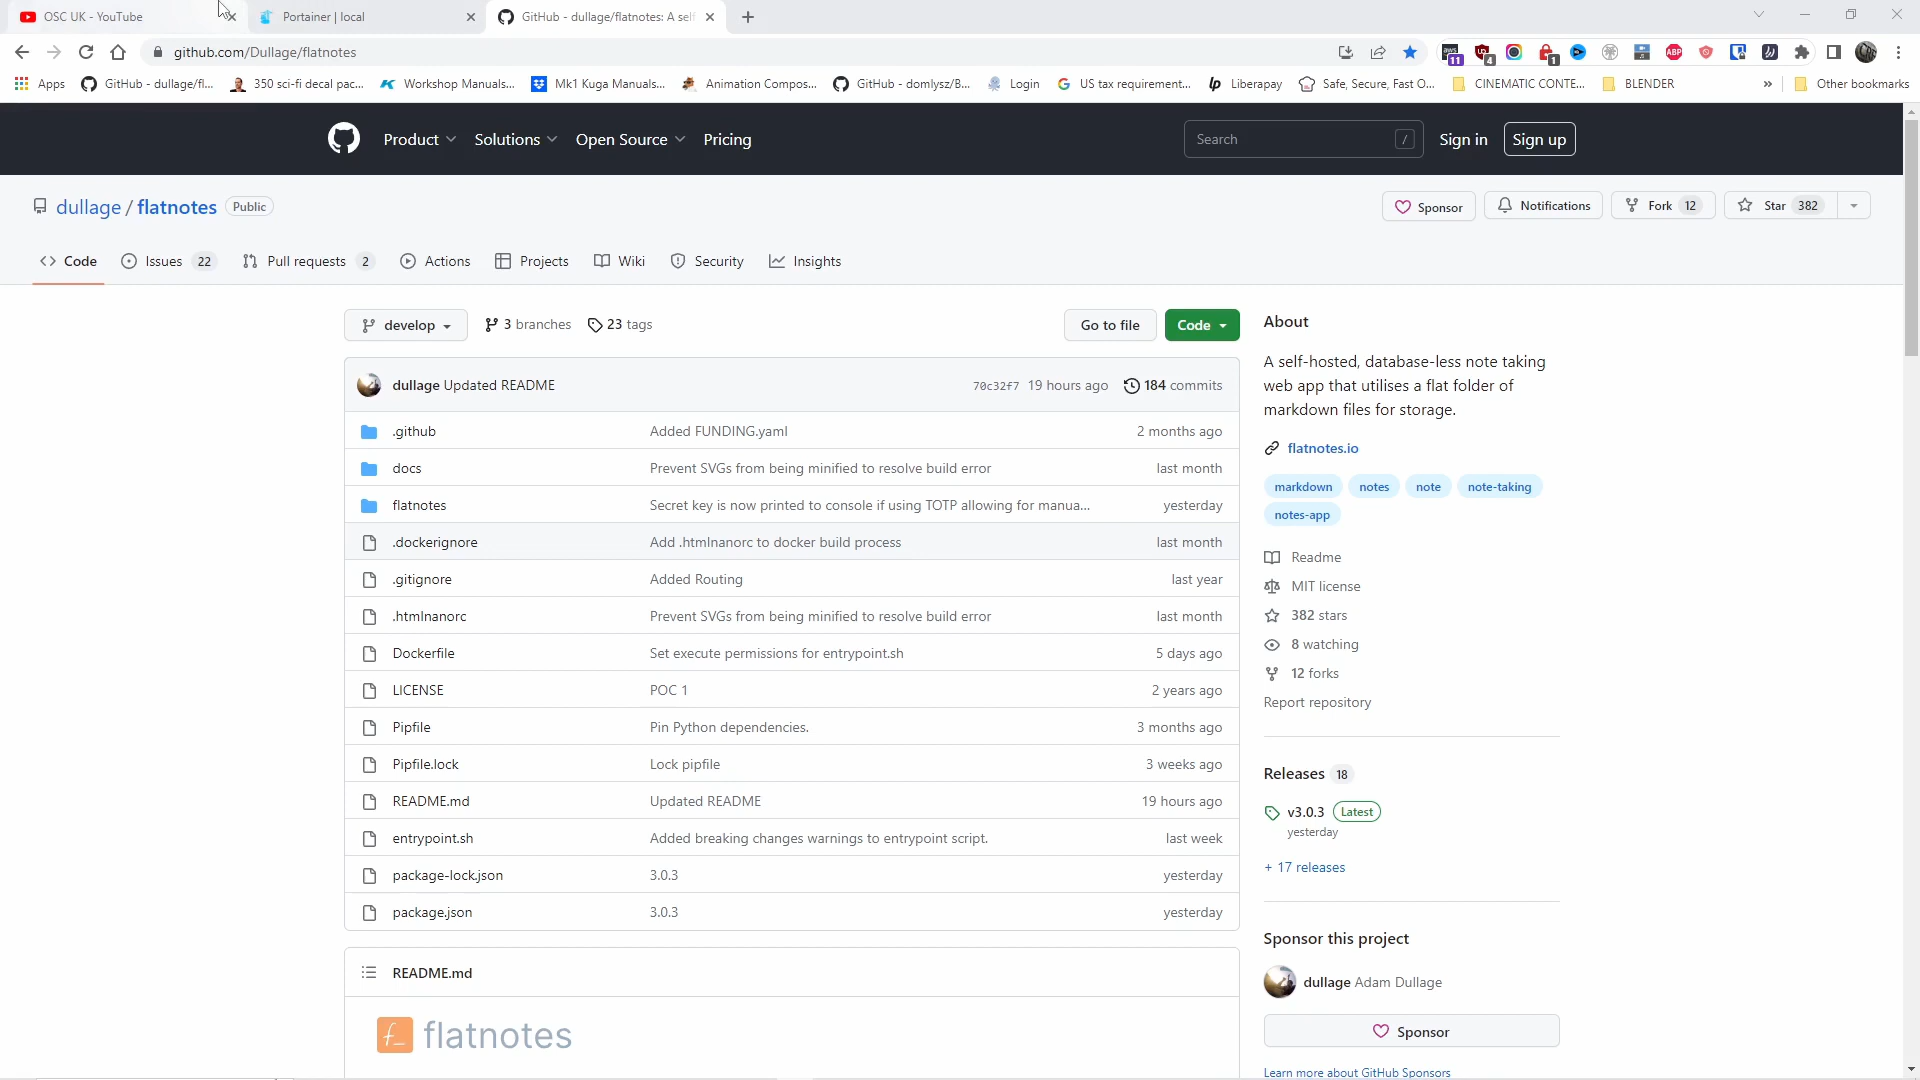 OSC UK - YouTube
Portainer | local
GitHub - dullage/flatnotes: A self
github.com/Dullage/flatnotes
11
4
1
ABP
Apps
GitHub - dullage/fl...
350 sci-fi decal pac...
Workshop Manuals...
Mk1 Kuga Manuals...
Animation Compos...
GitHub - domlysz/B...
Login
US tax requirement...
Liberapay
Safe, Secure, Fast O...
CINEMATIC CONTE...
BLENDER
»
Other bookmarks
Product
Solutions
Open Source
Pricing
Search
/
Sign in
Sign up
dullage / flatnotes
Public
Sponsor
Notifications
Fork 12
Star 382
Code
Issues 22
Pull requests 2
Actions
Projects
Wiki
Security
Insights
develop
3 branches
23 tags
Go to file
Code
dullage Updated README
70c32f7 19 hours ago
184 commits
.github Added FUNDING.yaml 2 months ago
docs Prevent SVGs from being minified to resolve build error last month
flatnotes Secret key is now printed to console if using TOTP allowing for manua... yesterday
.dockerignore Add .htmlnanorc to docker build process last month
.gitignore Added Routing last year
.htmlnanorc Prevent SVGs from being minified to resolve build error last month
Dockerfile Set execute permissions for entrypoint.sh 5 days ago
LICENSE POC 1 2 years ago
Pipfile Pin Python dependencies. 3 months ago
Pipfile.lock Lock pipfile 3 weeks ago
README.md Updated README 19 hours ago
entrypoint.sh Added breaking changes warnings to entrypoint script. last week
package-lock.json 3.0.3 yesterday
package.json 3.0.3 yesterday
README.md
flatnotes
About
A self-hosted, database-less note taking
web app that utilises a flat folder of
markdown files for storage.
flatnotes.io
markdown
notes
note
note-taking
notes-app
Readme
MIT license
382 stars
8 watching
12 forks
Report repository
Releases 18
v3.0.3 Latest
yesterday
+ 17 releases
Sponsor this project
dullage Adam Dullage
Sponsor
Learn more about GitHub Sponsors